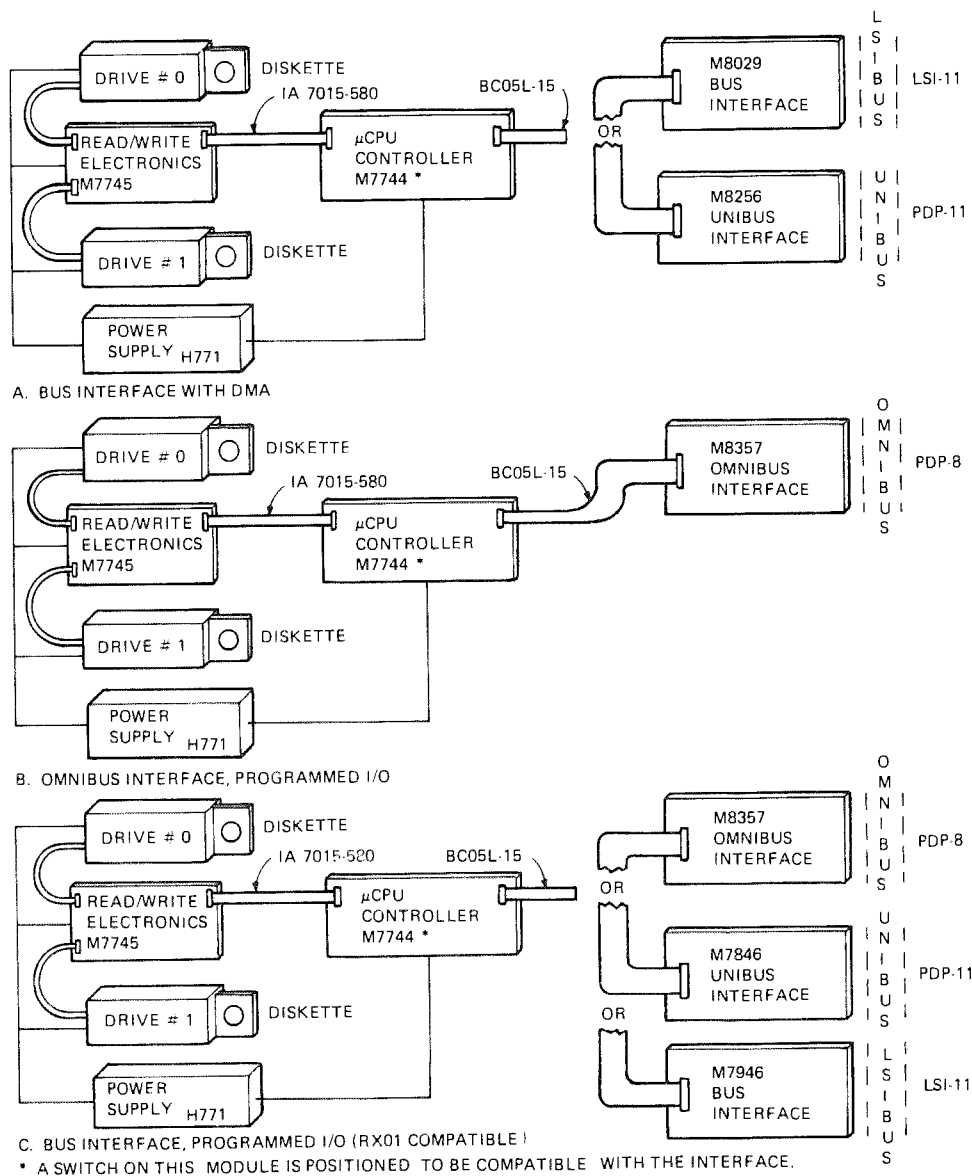 DRIVE # 0
DISKETTE
IA 7015-580
BC05L-15
READ/WRITE
ELECTRONICS
M7745
µCPU
CONTROLLER
M7744 *
DRIVE # 1
DISKETTE
POWER
SUPPLY H771
OR
M8029
BUS
INTERFACE
LSIBUS
LSI-11
M8256
UNIBUS
INTERFACE
UNIBUS
PDP-11
A. BUS INTERFACE WITH DMA
DRIVE # 0
DISKETTE
IA 7015-580
BC05L-15
READ/WRITE
ELECTRONICS
M7745
µCPU
CONTROLLER
M7744 *
DRIVE # 1
DISKETTE
POWER
SUPPLY H771
M8357
OMNIBUS
INTERFACE
OMNIBUS
PDP-8
B. OMNIBUS INTERFACE, PROGRAMMED I/O
DRIVE # 0
DISKETTE
IA 7015-520
BC05L-15
READ/WRITE
ELECTRONICS
M7745
µCPU
CONTROLLER
M7744 *
DRIVE # 1
DISKETTE
POWER
SUPPLY H771
M8357
OMNIBUS
INTERFACE
OMNIBUS
PDP-8
OR
M7846
UNIBUS
INTERFACE
UNIBUS
PDP-11
OR
M7946
BUS
INTERFACE
LSIBUS
LSI-11
C. BUS INTERFACE, PROGRAMMED I/O (RX01 COMPATIBLE)
* A SWITCH ON THIS MODULE IS POSITIONED TO BE COMPATIBLE WITH THE INTERFACE.